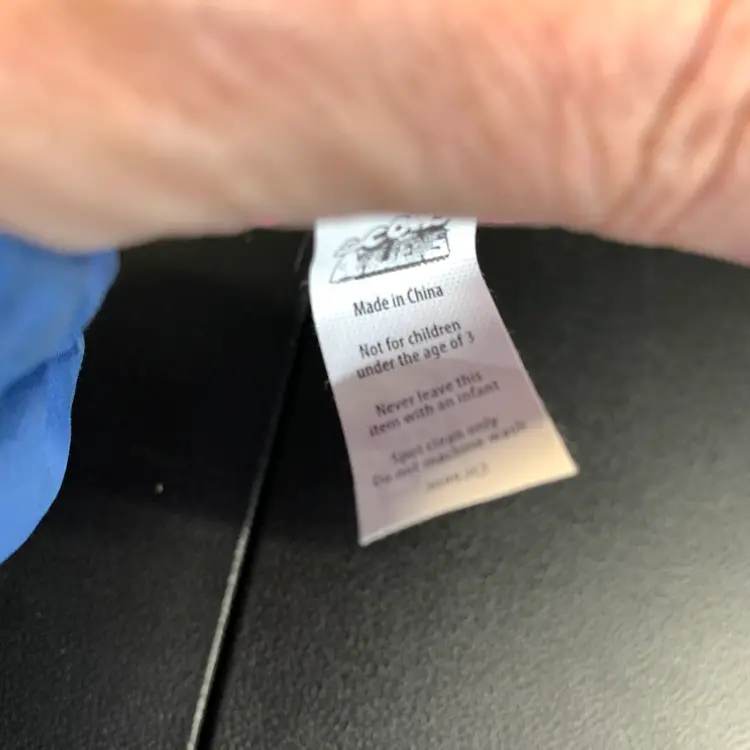 Made in China
Not for children
under the age of 3
Never leave this
item with an infant
Spot clean only
Do not machine wash